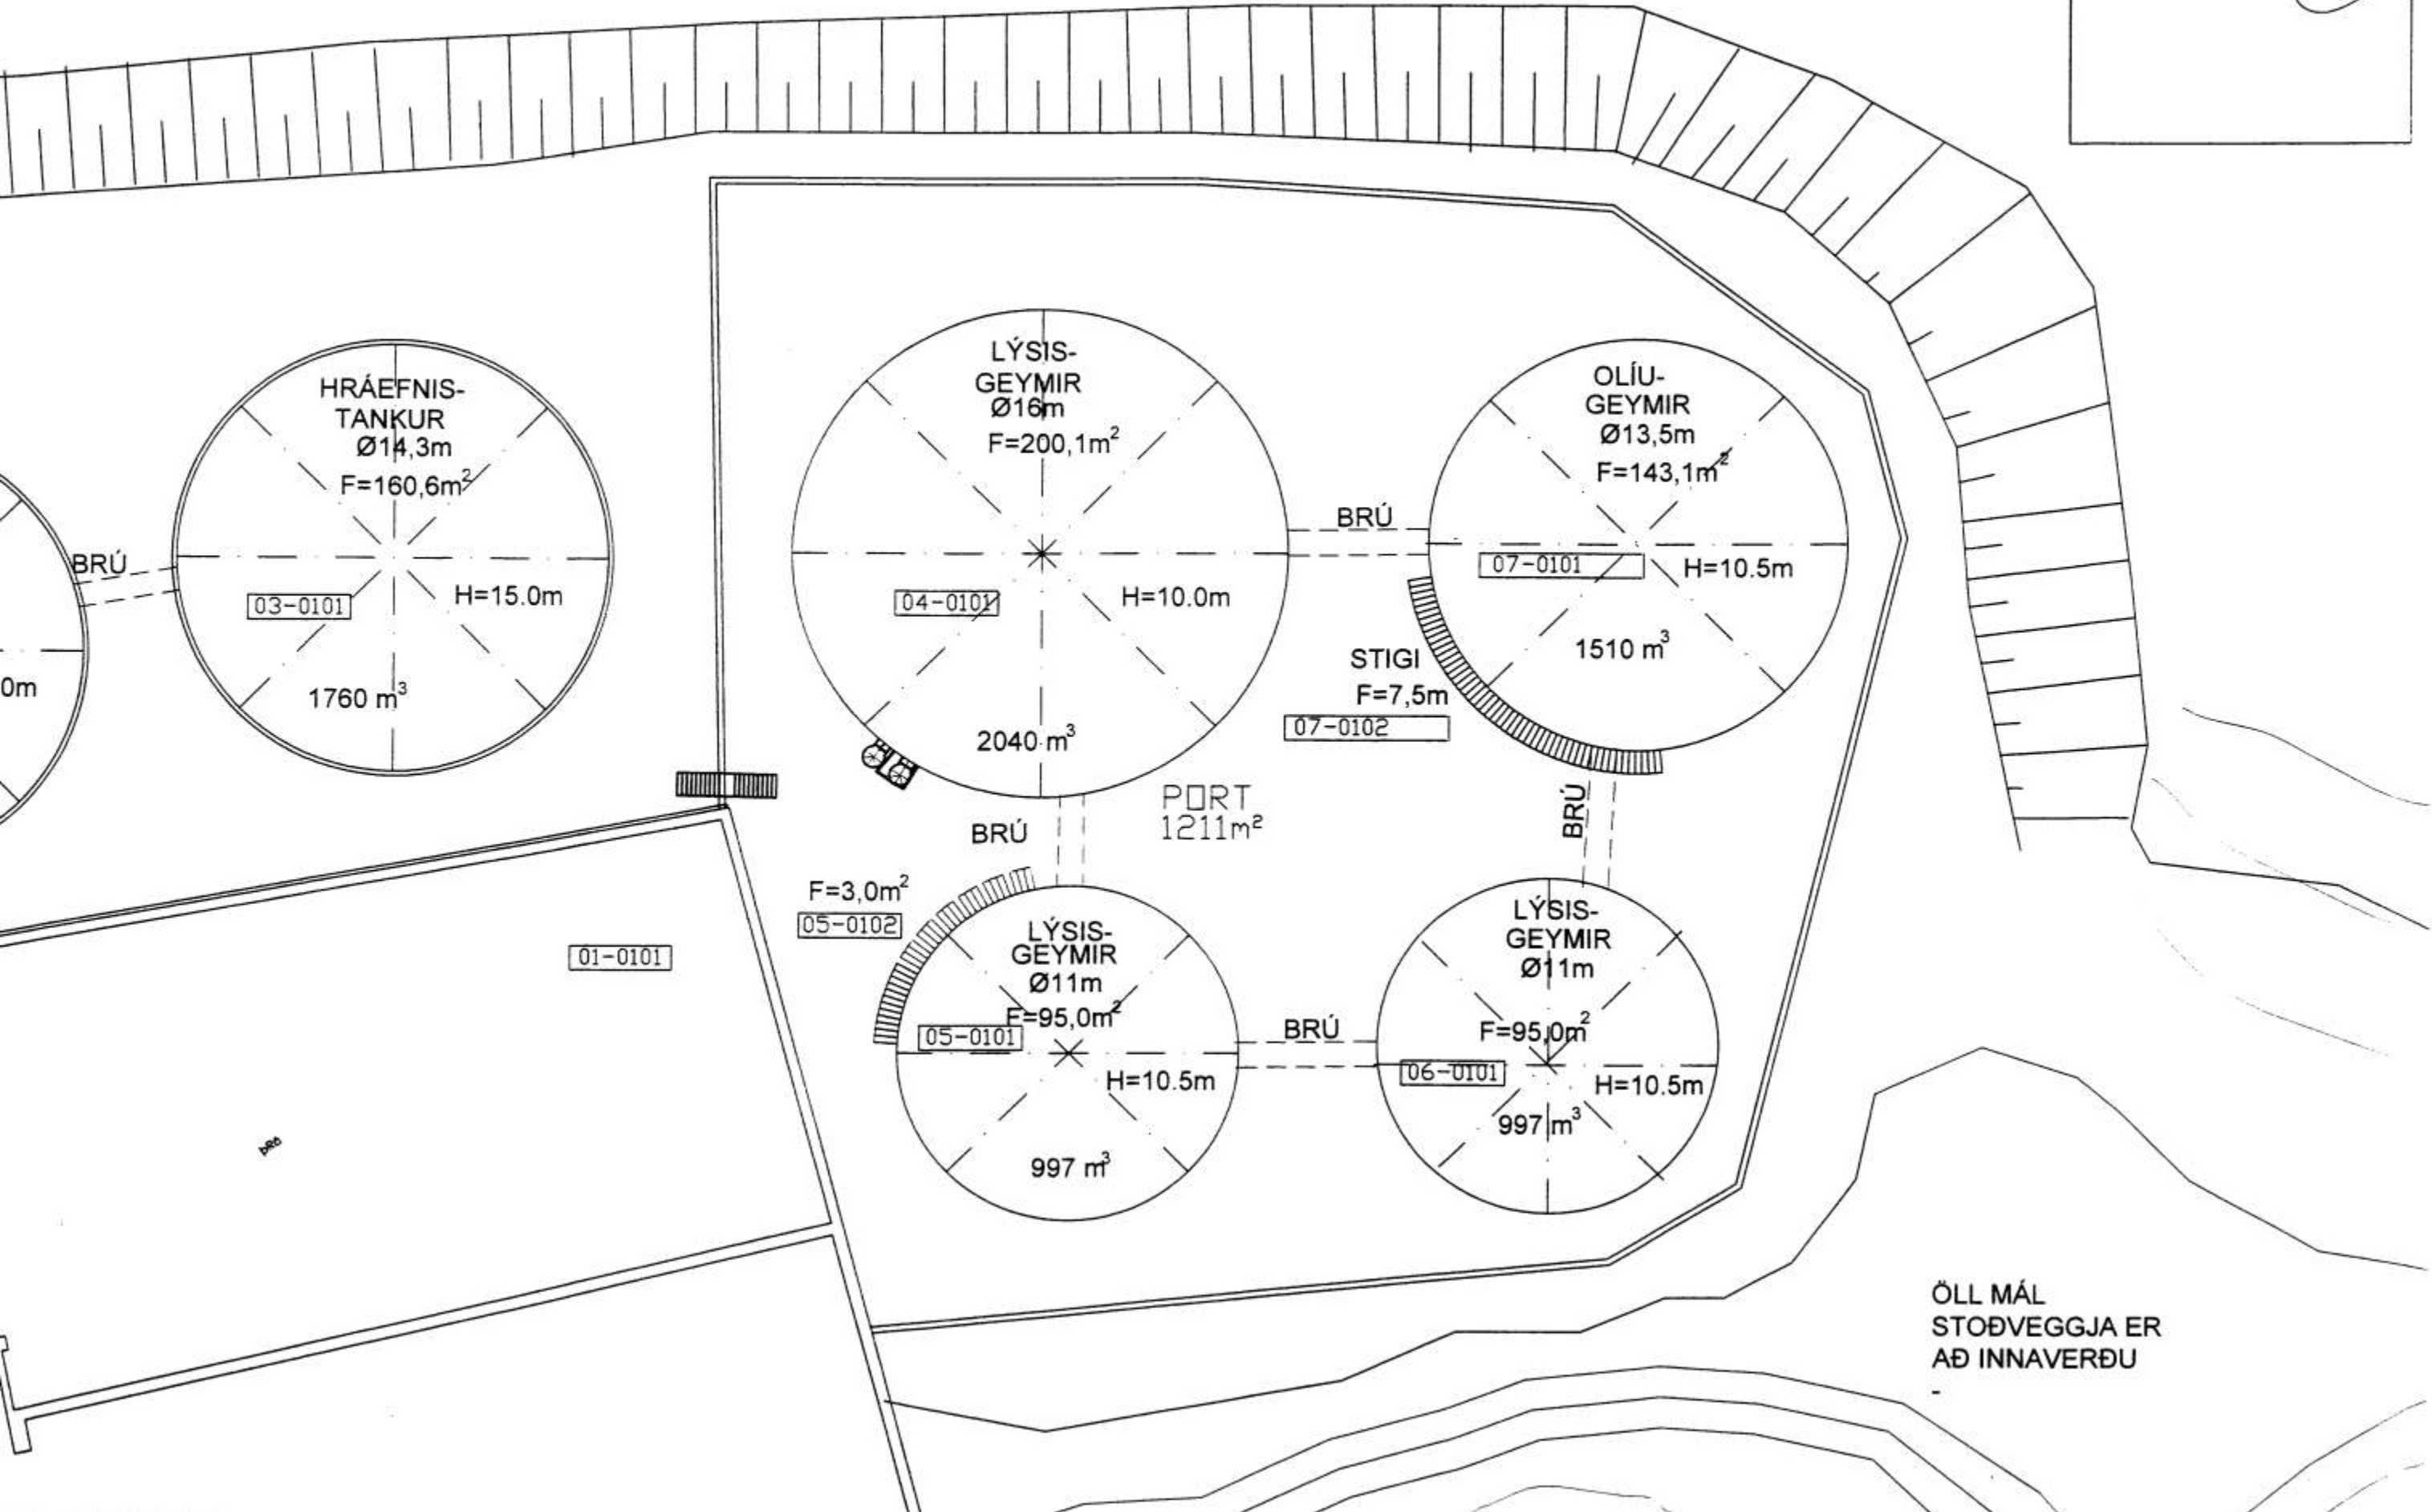 HRÁEFNIS-
TANKUR
Ø14,3m
F=160,6m²
BRÚ
03-0101
H=15.0m
1760 m³
0m
LÝSIS-
GEYMIR
Ø16m
F=200,1m²
04-0101
H=10.0m
2040 m³
BRÚ
OLÍU-
GEYMIR
Ø13,5m
F=143,1m²
07-0101
H=10.5m
1510 m³
STIGI
F=7,5m
07-0102
PORT
1211m²
BRÚ
BRÚ
F=3,0m²
05-0102
01-0101
LÝSIS-
GEYMIR
Ø11m
F=95,0m²
05-0101
H=10.5m
997 m³
BRÚ
LÝSIS-
GEYMIR
Ø11m
F=95,0m²
06-0101
H=10.5m
997 m³
ÞRÓ
ÖLL MÁL
STOÐVEGGJA ER
AÐ INNAVERÐU
-